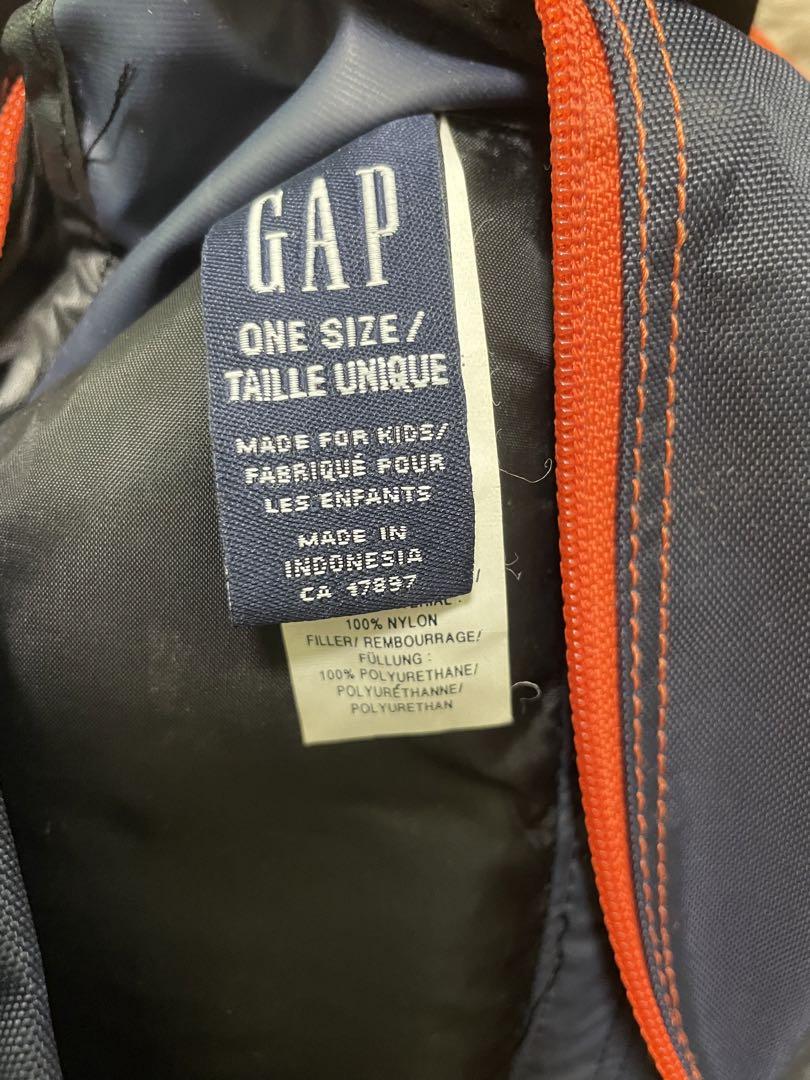 GAP
ONE SIZE/
TAILLE UNIQUE
MADE FOR KIDS/
FABRIQUÉ POUR
LES ENFANTS
MADE IN
INDONESIA
CA 17897
100% NYLON
FILLER/ REMBOURRAGE/
FÜLLUNG :
100% POLYURETHANE/
POLYURÉTHANNE/
POLYURETHAN